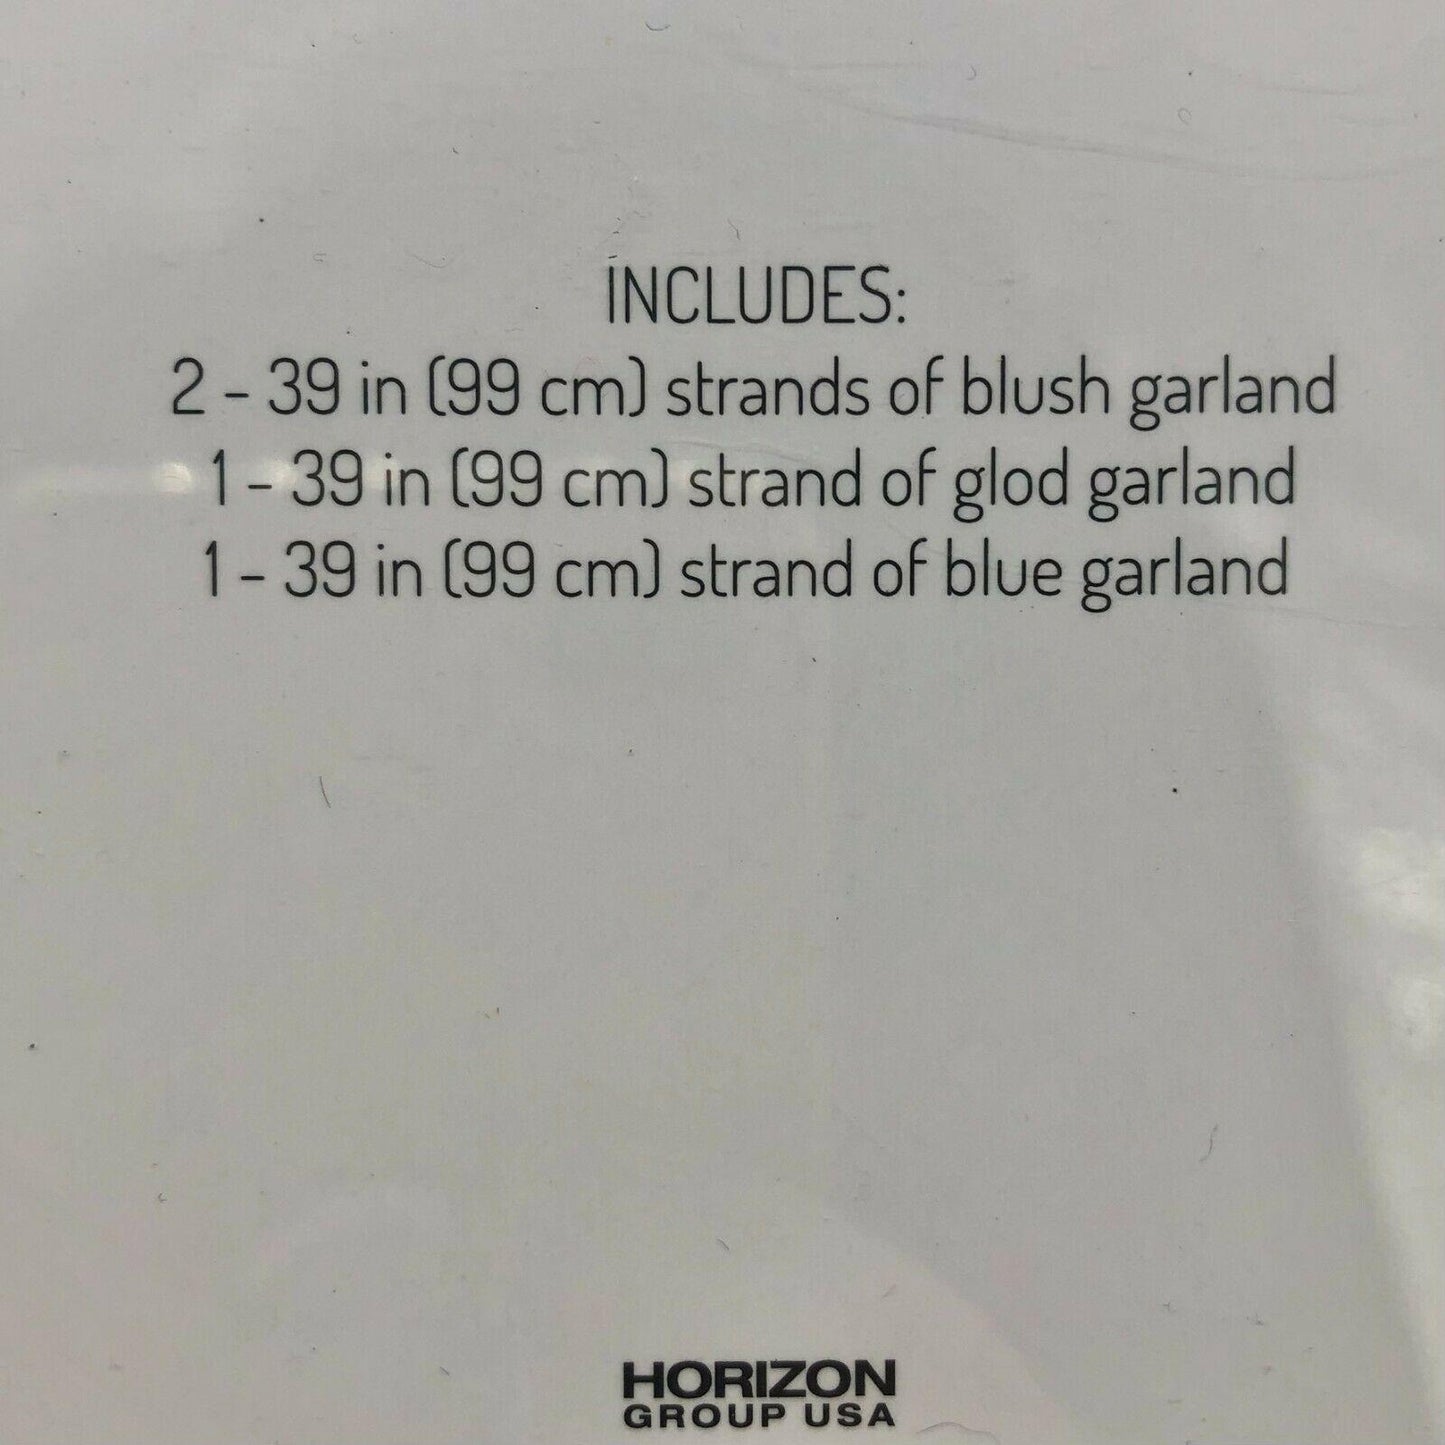 INCLUDES:
2 - 39 in (99 cm) strands of blush garland
1 - 39 in (99 cm) strand of glod garland
1 - 39 in (99 cm) strand of blue garland
HORIZON
GROUP USA